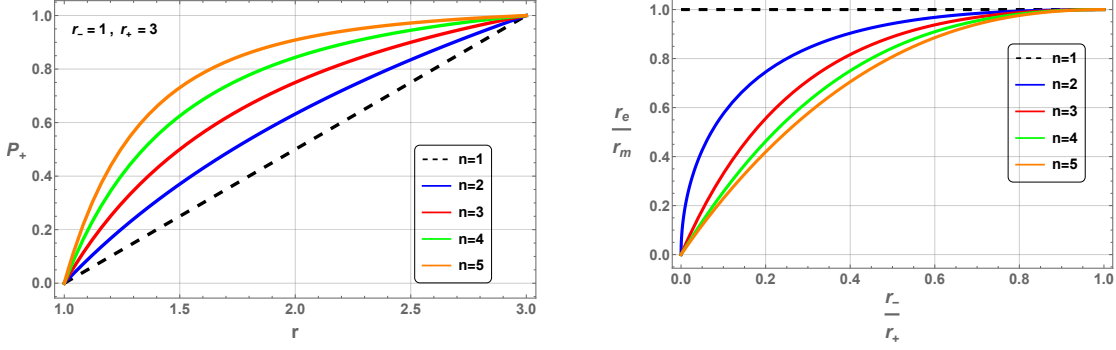 r₋ = 1 , r₊ = 3
P₊
1.0
0.8
0.6
0.4
0.2
0.0
n=1
n=2
n=3
n=4
n=5
1.0 1.5 2.0 2.5 3.0
r
rₑ
rₘ
1.0
0.8
0.6
0.4
0.2
0.0
n=1
n=2
n=3
n=4
n=5
0.0 0.2 0.4 0.6 0.8 1.0
r₋
r₊